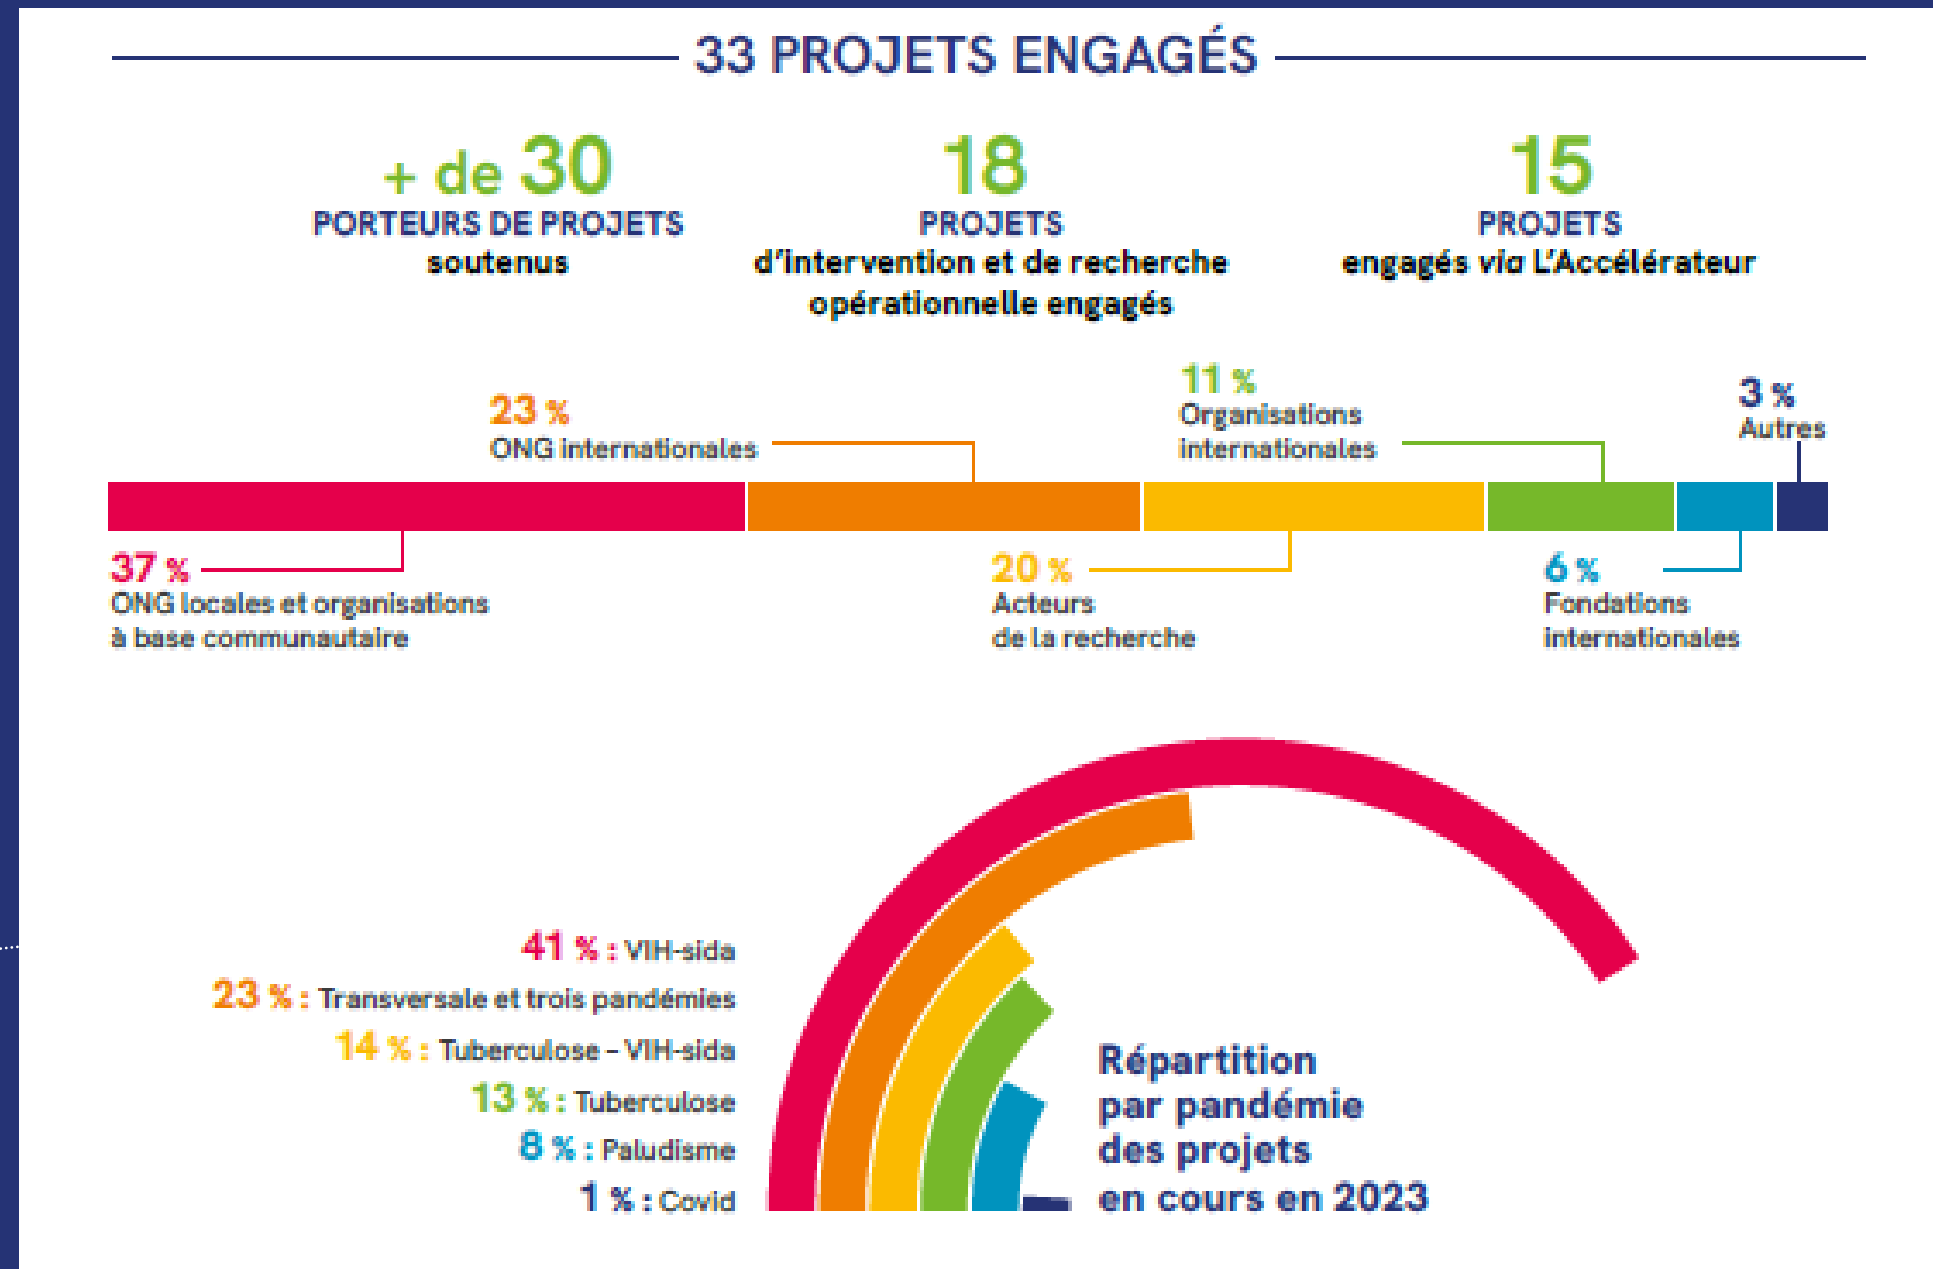 33 PROJETS ENGAGÉS
+ de 30
PORTEURS DE PROJETS
soutenus
18
PROJETS
d'intervention et de recherche
opérationnelle engagés
15
PROJETS
engagés via L'Accélérateur
23 %
ONG internationales
11 %
Organisations
internationales
3 %
Autres
37 %
ONG locales et organisations
à base communautaire
20 %
Acteurs
de la recherche
6 %
Fondations
internationales
41 % : VIH-sida
23 % : Transversale et trois pandémies
14 % : Tuberculose – VIH-sida
13 % : Tuberculose
8 % : Paludisme
1 % : Covid
Répartition
par pandémie
des projets
en cours en 2023